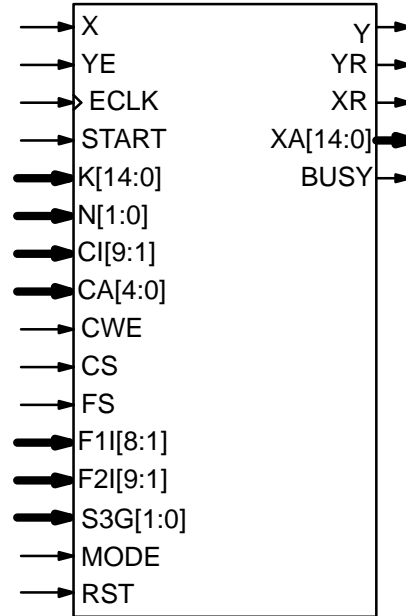 X
YE
ECLK
START
K[14:0]
N[1:0]
CI[9:1]
CA[4:0]
CWE
CS
FS
F1I[8:1]
F2I[9:1]
S3G[1:0]
MODE
RST
Y
YR
XR
XA[14:0]
BUSY